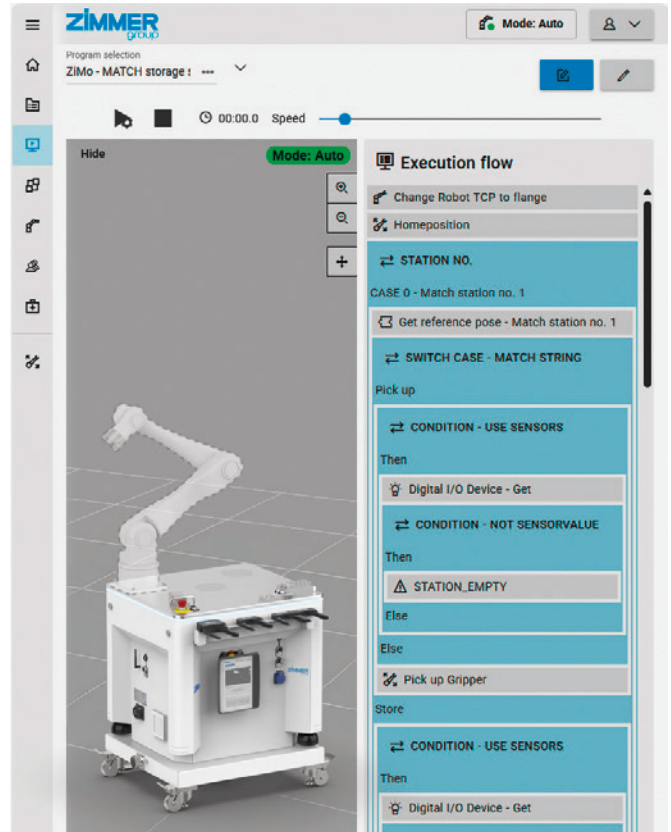 ZIMMER
group
Mode: Auto
Program selection
ZiMo - MATCH storage s ...
00:00.0 Speed
Hide
Mode: Auto
Execution flow
Change Robot TCP to flange
Homeposition
STATION NO.
CASE 0 - Match station no. 1
Get reference pose - Match station no. 1
SWITCH CASE - MATCH STRING
Pick up
CONDITION - USE SENSORS
Then
Digital I/O Device - Get
CONDITION - NOT SENSORVALUE
Then
STATION_EMPTY
Else
Else
Pick up Gripper
Store
CONDITION - USE SENSORS
Then
Digital I/O Device - Get